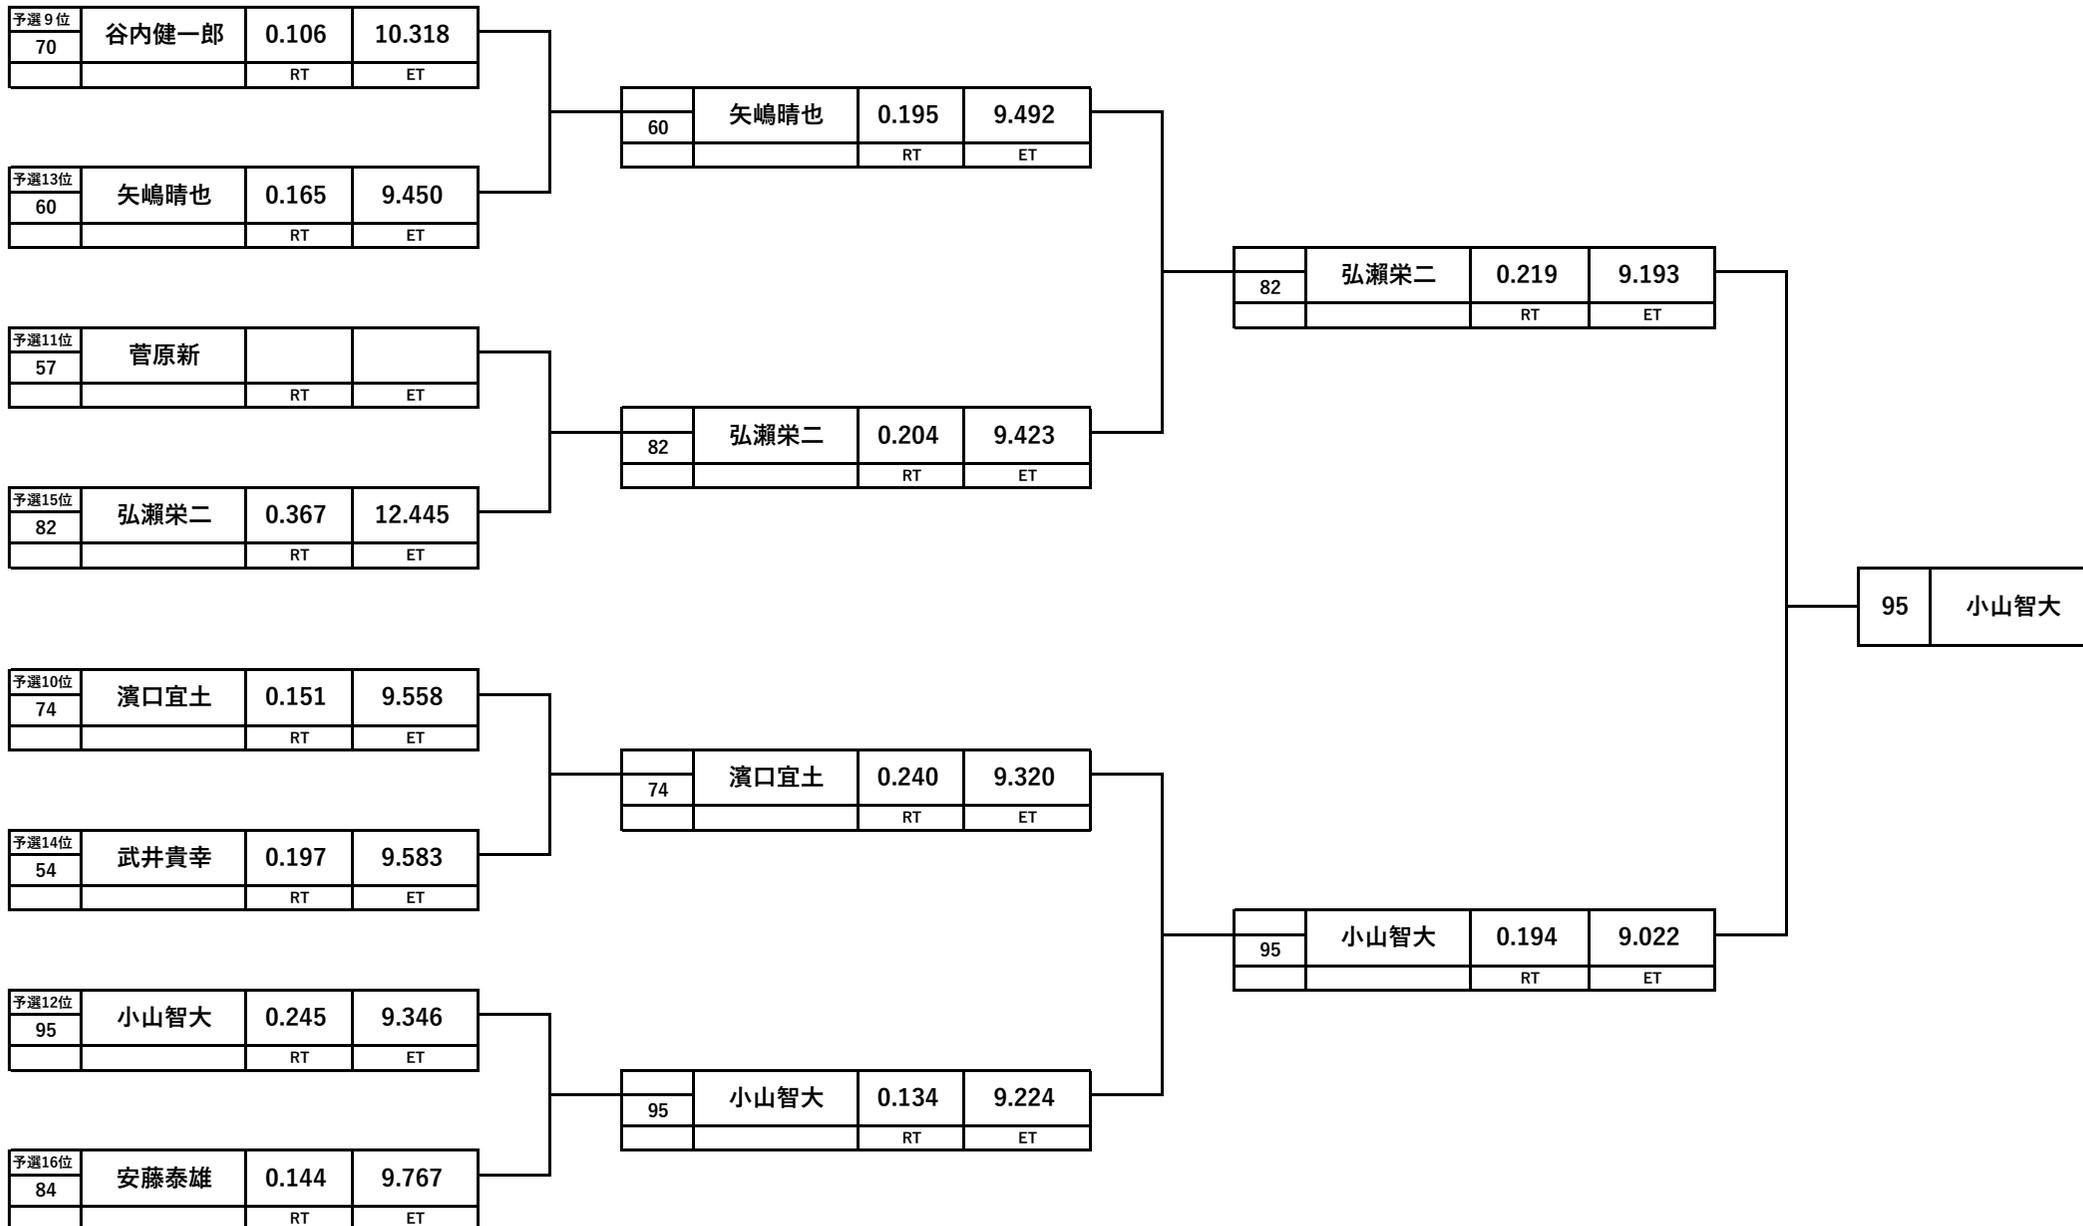 予選９位
70
谷内健一郎 0.106 10.318
RT ET
予選13位
60
矢嶋晴也 0.165 9.450
RT ET
予選11位
57
菅原新
RT ET
予選15位
82
弘瀨栄二 0.367 12.445
RT ET
予選10位
74
濱口宜土 0.151 9.558
RT ET
予選14位
54
武井貴幸 0.197 9.583
RT ET
予選12位
95
小山智大 0.245 9.346
RT ET
予選16位
84
安藤泰雄 0.144 9.767
RT ET
60
矢嶋晴也 0.195 9.492
RT ET
82
弘瀨栄二 0.204 9.423
RT ET
74
濱口宜土 0.240 9.320
RT ET
95
小山智大 0.134 9.224
RT ET
82
弘瀨栄二 0.219 9.193
RT ET
95
小山智大 0.194 9.022
RT ET
95 小山智大